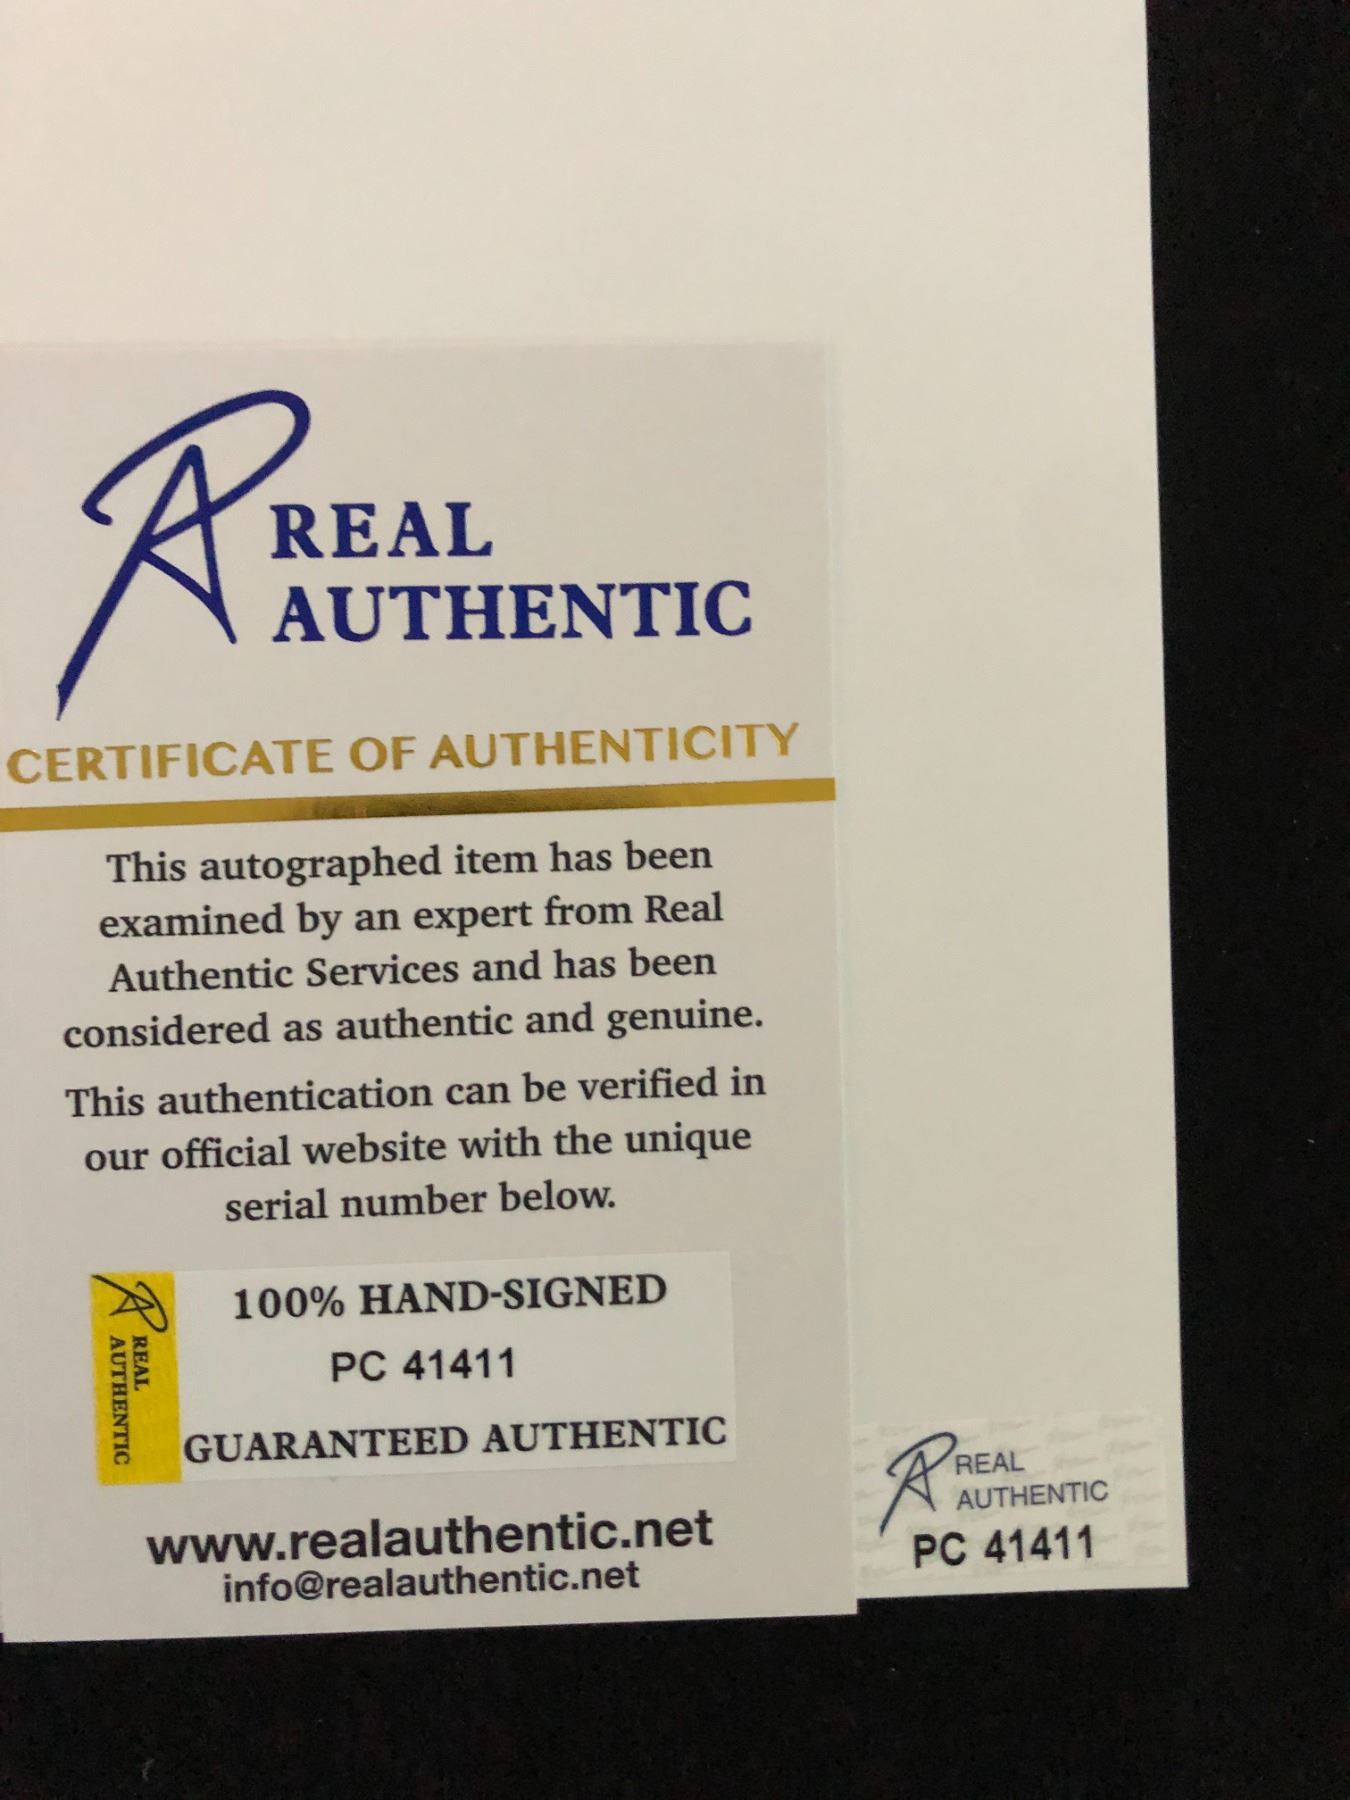 REAL
AUTHENTIC
CERTIFICATE OF AUTHENTICITY
This autographed item has been
examined by an expert from Real
Authentic Services and has been
considered as authentic and genuine.
This authentication can be verified in
our official website with the unique
serial number below.
REAL
AUTHENTIC
100% HAND-SIGNED
PC 41411
GUARANTEED AUTHENTIC
www.realauthentic.net
info@realauthentic.net
REAL
AUTHENTIC
PC 41411